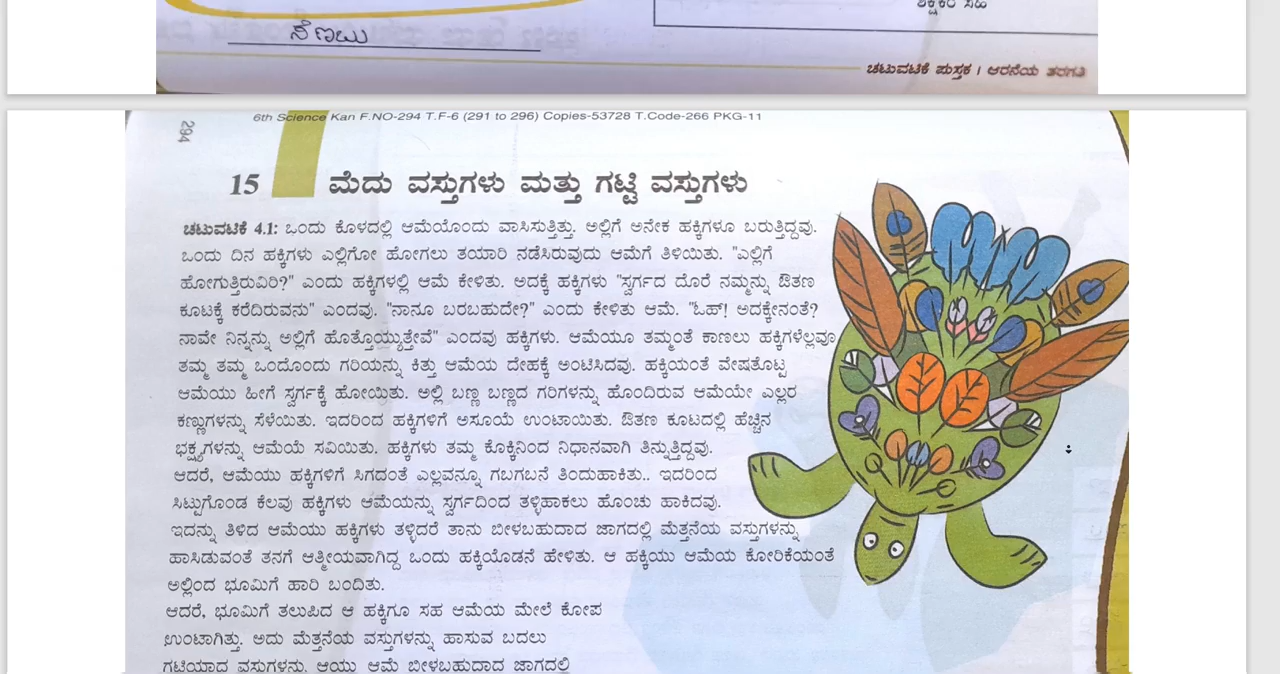 ಶಿಕ್ಷಕರ ಸಹಿ
ನೆಣಬು
ಚಟುವಟಿಕೆ ಪುಸ್ತಕ । ಆರನೆಯ ತರಗತಿ
294
6th Science Kan F.NO-294 T.F-6 (291 to 296) Copies-53728 T.Code-266 PKG-11
15 ಮೆದು ವಸ್ತುಗಳು ಮತ್ತು ಗಟ್ಟಿ ವಸ್ತುಗಳು
ಚಟುವಟಿಕೆ 4.1: ಒಂದು ಕೊಳದಲ್ಲಿ ಆಮೆಯೊಂದು ವಾಸಿಸುತ್ತಿತ್ತು. ಅಲ್ಲಿಗೆ ಅನೇಕ ಹಕ್ಕಿಗಳೂ ಬರುತ್ತಿದ್ದವು.
ಒಂದು ದಿನ ಹಕ್ಕಿಗಳು ಎಲ್ಲಿಗೋ ಹೋಗಲು ತಯಾರಿ ನಡೆಸಿರುವುದು ಆಮೆಗೆ ತಿಳಿಯಿತು. "ಎಲ್ಲಿಗೆ
ಹೋಗುತ್ತಿರುವಿರಿ?" ಎಂದು ಹಕ್ಕಿಗಳಲ್ಲಿ ಆಮೆ ಕೇಳಿತು. ಅದಕ್ಕೆ ಹಕ್ಕಿಗಳು "ಸ್ವರ್ಗದ ದೊರೆ ನಮ್ಮನ್ನು ಔತಣ
ಕೂಟಕ್ಕೆ ಕರೆದಿರುವನು" ಎಂದವು. "ನಾನೂ ಬರಬಹುದೇ?" ಎಂದು ಕೇಳಿತು ಆಮೆ. "ಓಹ್! ಅದಕ್ಕೇನಂತೆ?
ನಾವೇ ನಿನ್ನನ್ನು ಅಲ್ಲಿಗೆ ಹೊತ್ತೊಯ್ಯುತ್ತೇವೆ" ಎಂದವು ಹಕ್ಕಿಗಳು. ಆಮೆಯೂ ತಮ್ಮಂತೆ ಕಾಣಲು ಹಕ್ಕಿಗಳೆಲ್ಲವೂ
ತಮ್ಮ ತಮ್ಮ ಒಂದೊಂದು ಗರಿಯನ್ನು ಕಿತ್ತು ಆಮೆಯ ದೇಹಕ್ಕೆ ಅಂಟಿಸಿದವು. ಹಕ್ಕಿಯಂತೆ ವೇಷತೊಟ್ಟ
ಆಮೆಯು ಹೀಗೆ ಸ್ವರ್ಗಕ್ಕೆ ಹೋಯಿತು. ಅಲ್ಲಿ ಬಣ್ಣ ಬಣ್ಣದ ಗರಿಗಳನ್ನು ಹೊಂದಿರುವ ಆಮೆಯೇ ಎಲ್ಲರ
ಕಣ್ಣುಗಳನ್ನು ಸೆಳೆಯಿತು. ಇದರಿಂದ ಹಕ್ಕಿಗಳಿಗೆ ಅಸೂಯೆ ಉಂಟಾಯಿತು. ಔತಣ ಕೂಟದಲ್ಲಿ ಹೆಚ್ಚಿನ
ಭಕ್ಷ್ಯಗಳನ್ನು ಆಮೆಯೆ ಸವಿಯಿತು. ಹಕ್ಕಿಗಳು ತಮ್ಮ ಕೊಕ್ಕಿನಿಂದ ನಿಧಾನವಾಗಿ ತಿನ್ನುತ್ತಿದ್ದವು.
ಆದರೆ, ಆಮೆಯು ಹಕ್ಕಿಗಳಿಗೆ ಸಿಗದಂತೆ ಎಲ್ಲವನ್ನೂ ಗಬಗಬನೆ ತಿಂದುಹಾಕಿತು.. ಇದರಿಂದ
ಸಿಟ್ಟುಗೊಂಡ ಕೆಲವು ಹಕ್ಕಿಗಳು ಆಮೆಯನ್ನು ಸ್ವರ್ಗದಿಂದ ತಳ್ಳಿಹಾಕಲು ಹೊಂಚು ಹಾಕಿದವು.
ಇದನ್ನು ತಿಳಿದ ಆಮೆಯು ಹಕ್ಕಿಗಳು ತಳ್ಳಿದರೆ ತಾನು ಬೀಳಬಹುದಾದ ಜಾಗದಲ್ಲಿ ಮೆತ್ತನೆಯ ವಸ್ತುಗಳನ್ನು
ಹಾಸಿಡುವಂತೆ ತನಗೆ ಆತ್ಮೀಯವಾಗಿದ್ದ ಒಂದು ಹಕ್ಕಿಯೊಡನೆ ಹೇಳಿತು. ಆ ಹಕ್ಕಿಯು ಆಮೆಯ ಕೋರಿಕೆಯಂತೆ
ಅಲ್ಲಿಂದ ಭೂಮಿಗೆ ಹಾರಿ ಬಂದಿತು.
ಆದರೆ, ಭೂಮಿಗೆ ತಲುಪಿದ ಆ ಹಕ್ಕಿಗೂ ಸಹ ಆಮೆಯ ಮೇಲೆ ಕೋಪ
ಉಂಟಾಗಿತ್ತು. ಅದು ಮೆತ್ತನೆಯ ವಸ್ತುಗಳನ್ನು ಹಾಸುವ ಬದಲು
ಗಟ್ಟಿಯಾದ ವಸ್ತುಗಳನ್ನು ಆಯ್ದು ಆಮೆ ಬೀಳಬಹುದಾದ ಜಾಗದಲ್ಲಿ